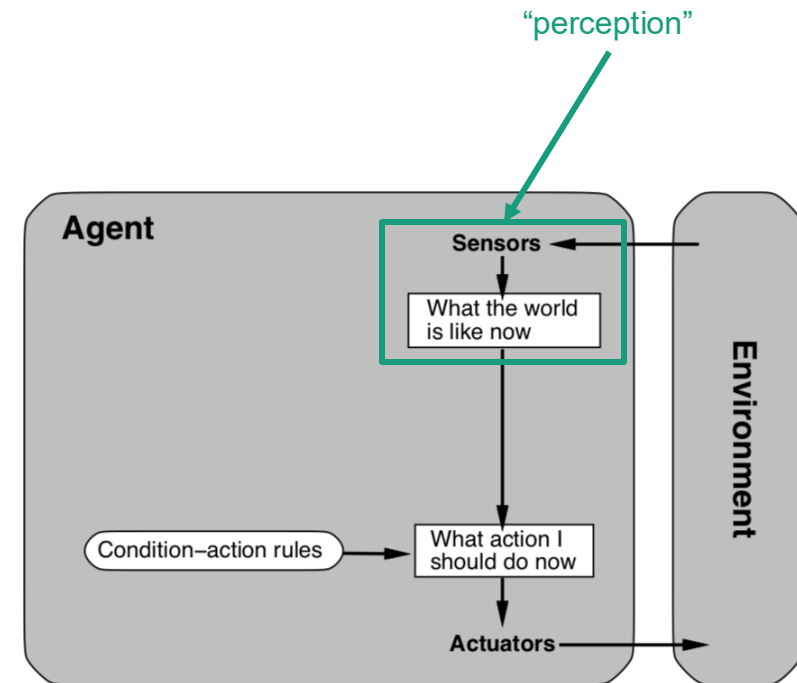 “perception”
Agent
Sensors
What the world
is like now
Environment
Condition–action rules
What action I
should do now
Actuators